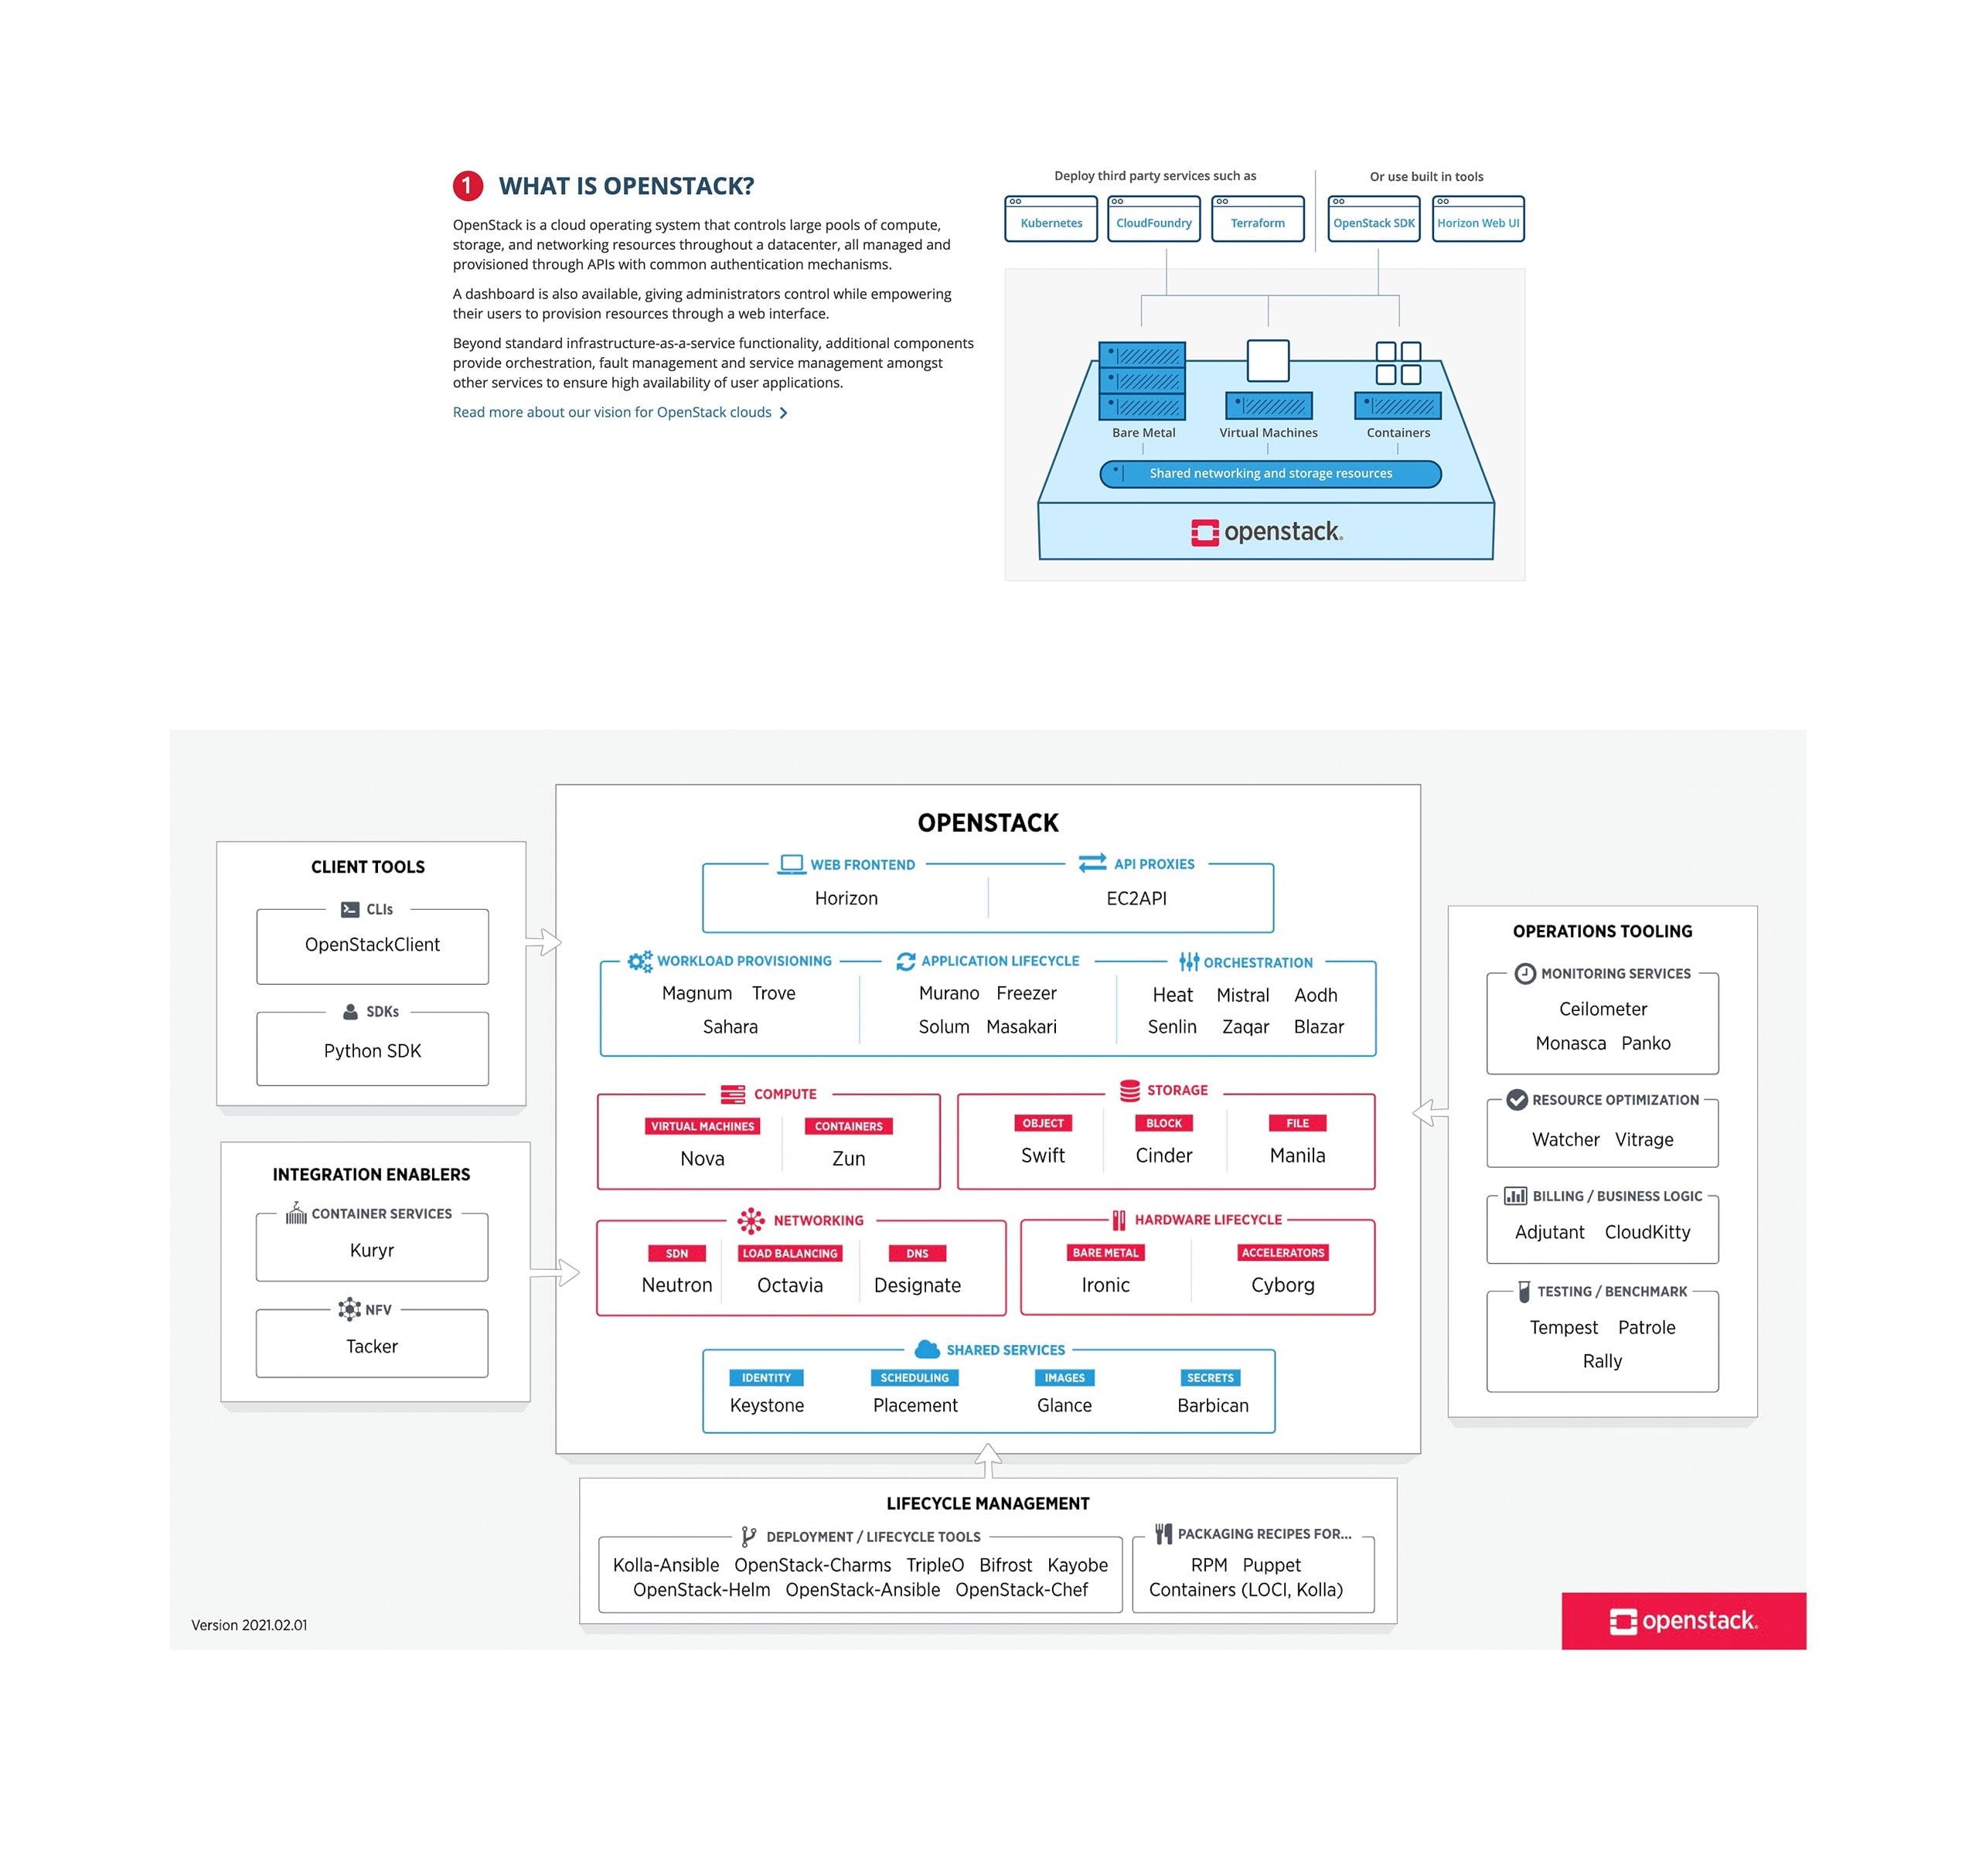 1 WHAT IS OPENSTACK?
OpenStack is a cloud operating system that controls large pools of compute,
storage, and networking resources throughout a datacenter, all managed and
provisioned through APIs with common authentication mechanisms.
A dashboard is also available, giving administrators control while empowering
their users to provision resources through a web interface.
Beyond standard infrastructure-as-a-service functionality, additional components
provide orchestration, fault management and service management amongst
other services to ensure high availability of user applications.
Read more about our vision for OpenStack clouds
Deploy third party services such as
Or use built in tools
Kubernetes
CloudFoundry
Terraform
OpenStack SDK
Horizon Web UI
Bare Metal
Virtual Machines
Containers
Shared networking and storage resources
openstack.
CLIENT TOOLS
CLIs
OpenStackClient
SDKs
Python SDK
INTEGRATION ENABLERS
CONTAINER SERVICES
Kuryr
NFV
Tacker
OPENSTACK
WEB FRONTEND
Horizon
API PROXIES
EC2API
WORKLOAD PROVISIONING
Magnum Trove
Sahara
APPLICATION LIFECYCLE
Murano Freezer
Solum Masakari
ORCHESTRATION
Heat Mistral Aodh
Senlin Zaqar Blazar
COMPUTE
VIRTUAL MACHINES
Nova
CONTAINERS
Zun
STORAGE
OBJECT
Swift
BLOCK
Cinder
FILE
Manila
NETWORKING
SDN
Neutron
LOAD BALANCING
Octavia
DNS
Designate
HARDWARE LIFECYCLE
BARE METAL
Ironic
ACCELERATORS
Cyborg
SHARED SERVICES
IDENTITY
Keystone
SCHEDULING
Placement
IMAGES
Glance
SECRETS
Barbican
OPERATIONS TOOLING
MONITORING SERVICES
Ceilometer
Monasca Panko
RESOURCE OPTIMIZATION
Watcher Vitrage
BILLING / BUSINESS LOGIC
Adjutant CloudKitty
TESTING / BENCHMARK
Tempest Patrole
Rally
LIFECYCLE MANAGEMENT
DEPLOYMENT / LIFECYCLE TOOLS
Kolla-Ansible OpenStack-Charms TripleO Bifrost Kayobe
OpenStack-Helm OpenStack-Ansible OpenStack-Chef
PACKAGING RECIPES FOR...
RPM Puppet
Containers (LOCI, Kolla)
Version 2021.02.01
openstack.